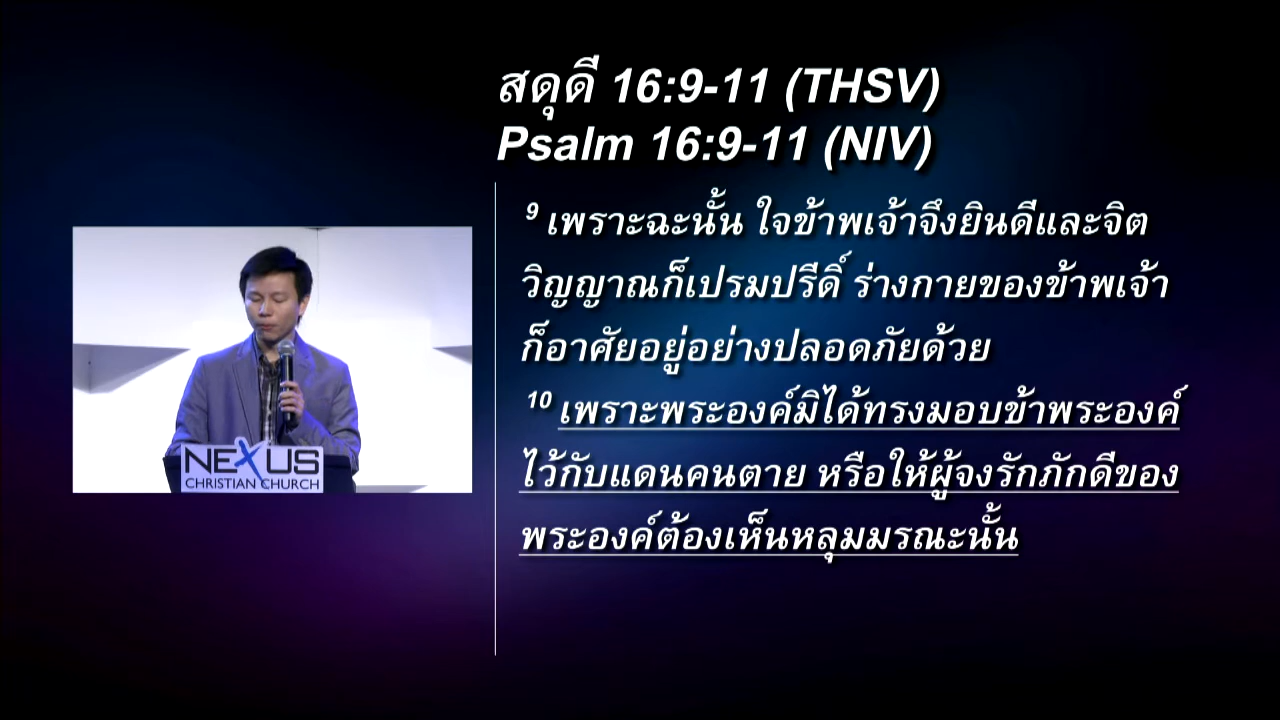 สดุดี 16:9-11 (THSV)
Psalm 16:9-11 (NIV)
9 เพราะฉะนั้น ใจข้าพเจ้าจึงยินดีและจิต
วิญญาณก็เปรมปรีดิ์ ร่างกายของข้าพเจ้า
ก็อาศัยอยู่อย่างปลอดภัยด้วย
10 เพราะพระองค์มิได้ทรงมอบข้าพระองค์
ไว้กับแดนคนตาย หรือให้ผู้จงรักภักดีของ
พระองค์ต้องเห็นหลุมมรณะนั้น
NEXUS
CHRISTIAN CHURCH